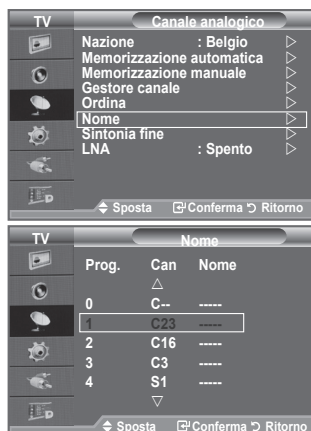 TV Canale analogico
Nazione : Belgio
Memorizzazione automatica
Memorizzazione manuale
Gestore canale
Ordina
Nome
Sintonia fine
LNA : Spento
Sposta Conferma Ritorno
TV Nome
Prog. Can Nome
0 C-- -----
1 C23 -----
2 C16 -----
3 C3 -----
4 S1 -----
Sposta Conferma Ritorno